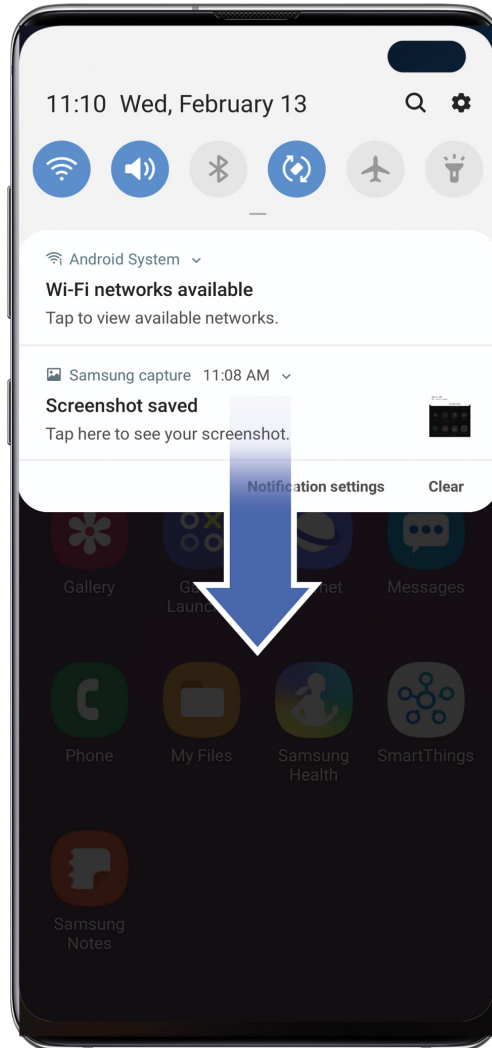 11:10 Wed, February 13
Android System
Wi-Fi networks available
Tap to view available networks.
Samsung capture 11:08 AM
Screenshot saved
Tap here to see your screenshot.
Notification settings Clear
Gallery Messages
Phone My Files Samsung Health SmartThings
Samsung
Notes